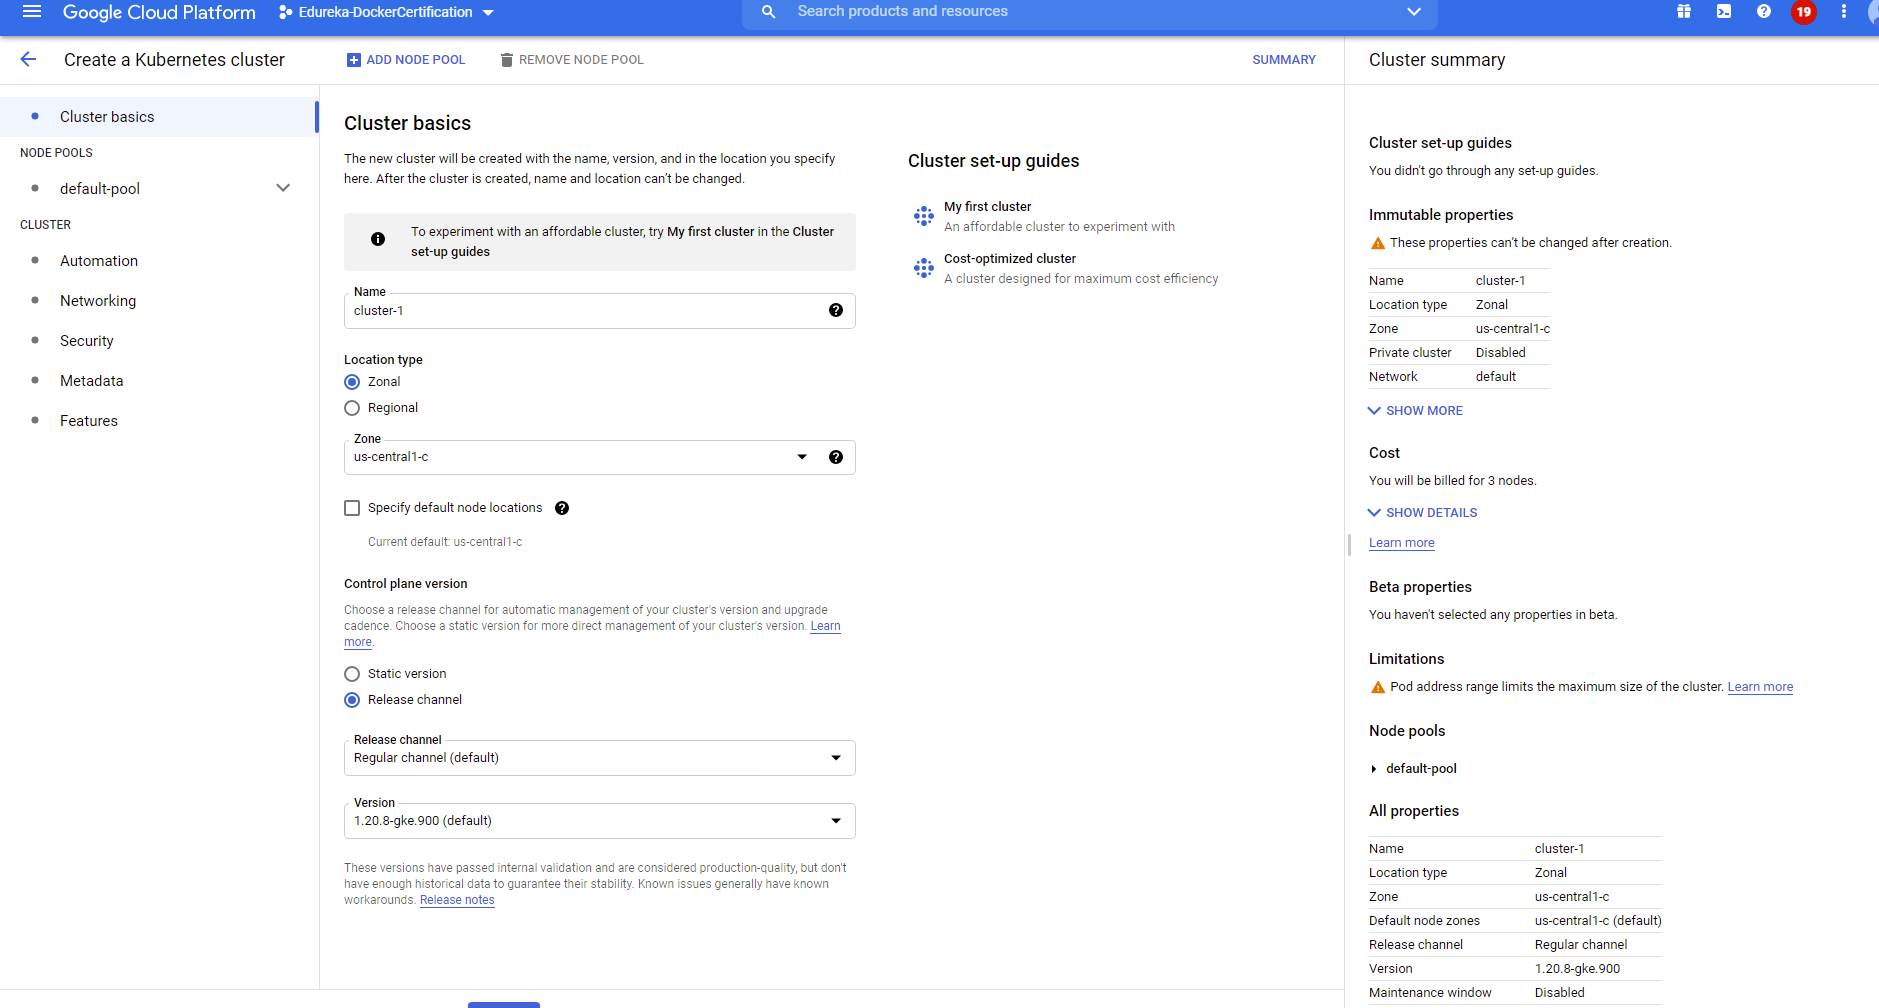 Google Cloud Platform
Edureka-DockerCertification
Search products and resources
19
Create a Kubernetes cluster
ADD NODE POOL
REMOVE NODE POOL
SUMMARY
Cluster basics
NODE POOLS
default-pool
CLUSTER
Automation
Networking
Security
Metadata
Features
Cluster basics
The new cluster will be created with the name, version, and in the location you specify
here. After the cluster is created, name and location can't be changed.
To experiment with an affordable cluster, try My first cluster in the Cluster
set-up guides
Name
cluster-1
Location type
Zonal
Regional
Zone
us-central1-c
Specify default node locations
Current default: us-central1-c
Control plane version
Choose a release channel for automatic management of your cluster's version and upgrade
cadence. Choose a static version for more direct management of your cluster's version. Learn
more.
Static version
Release channel
Release channel
Regular channel (default)
Version
1.20.8-gke.900 (default)
These versions have passed internal validation and are considered production-quality, but don't
have enough historical data to guarantee their stability. Known issues generally have known
workarounds. Release notes
Cluster set-up guides
My first cluster
An affordable cluster to experiment with
Cost-optimized cluster
A cluster designed for maximum cost efficiency
Cluster summary
Cluster set-up guides
You didn't go through any set-up guides.
Immutable properties
These properties can't be changed after creation.
Name cluster-1
Location type Zonal
Zone us-central1-c
Private cluster Disabled
Network default
SHOW MORE
Cost
You will be billed for 3 nodes.
SHOW DETAILS
Learn more
Beta properties
You haven't selected any properties in beta.
Limitations
Pod address range limits the maximum size of the cluster. Learn more
Node pools
default-pool
All properties
Name cluster-1
Location type Zonal
Zone us-central1-c
Default node zones us-central1-c (default)
Release channel Regular channel
Version 1.20.8-gke.900
Maintenance window Disabled